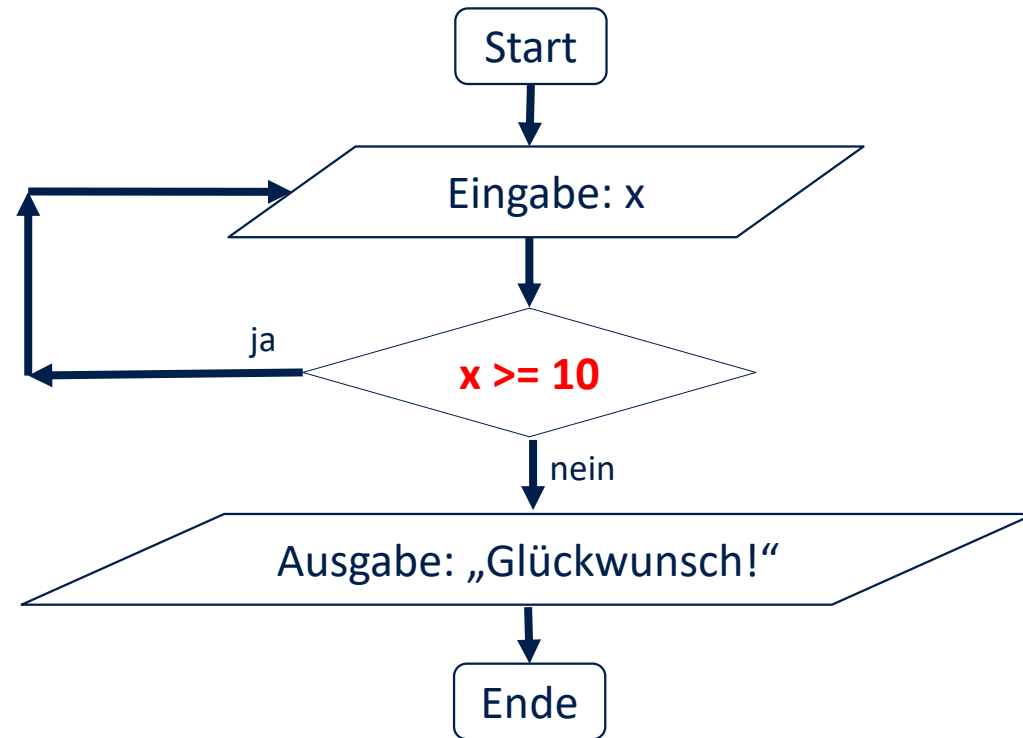 Start
Eingabe: x
ja
x >= 10
nein
Ausgabe: „Glückwunsch!“
Ende